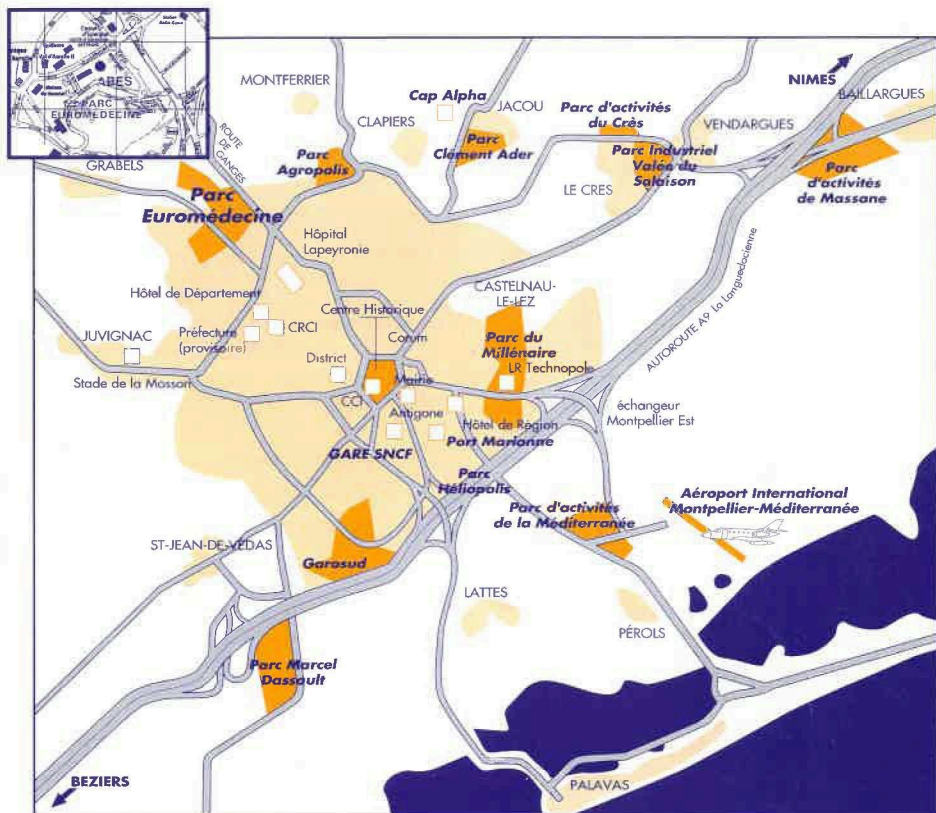 ABES
PARC
EUROMÉDECINE
MONTFERRIER
Cap Alpha
JACOU
CLAPIERS
Parc
Clément Ader
Parc d'activités
du Crès
NIMES
BAILLARGUES
VENDARGUES
Parc Industriel
Valée du
Salaison
Parc
d'activités
de Massane
GRABELS
ROUTE
DE
GANGES
Parc
Agropolis
LE CRES
Parc
Euromédecine
Hôpital
Lapeyronie
AUTOROUTE A9 La Languedocienne
Hôtel de Département
CASTELNAU-
LE-LEZ
Centre Historique
JUVIGNAC
Préfecture
(provisoire)
CRCI
Corum
Parc du
Millénaire
LR Technopole
District
Stade de la Mosson
Mairie
CCI
Antigone
Hôtel de Région
échangeur
Montpellier Est
GARE SNCF
Port Marionne
Parc
Héliopolis
Parc d'activités
de la Méditerranée
Aéroport International
Montpellier-Méditerranée
ST-JEAN-DE-VÉDAS
Garosud
LATTES
PÉROLS
Parc Marcel
Dassault
BEZIERS
PALAVAS